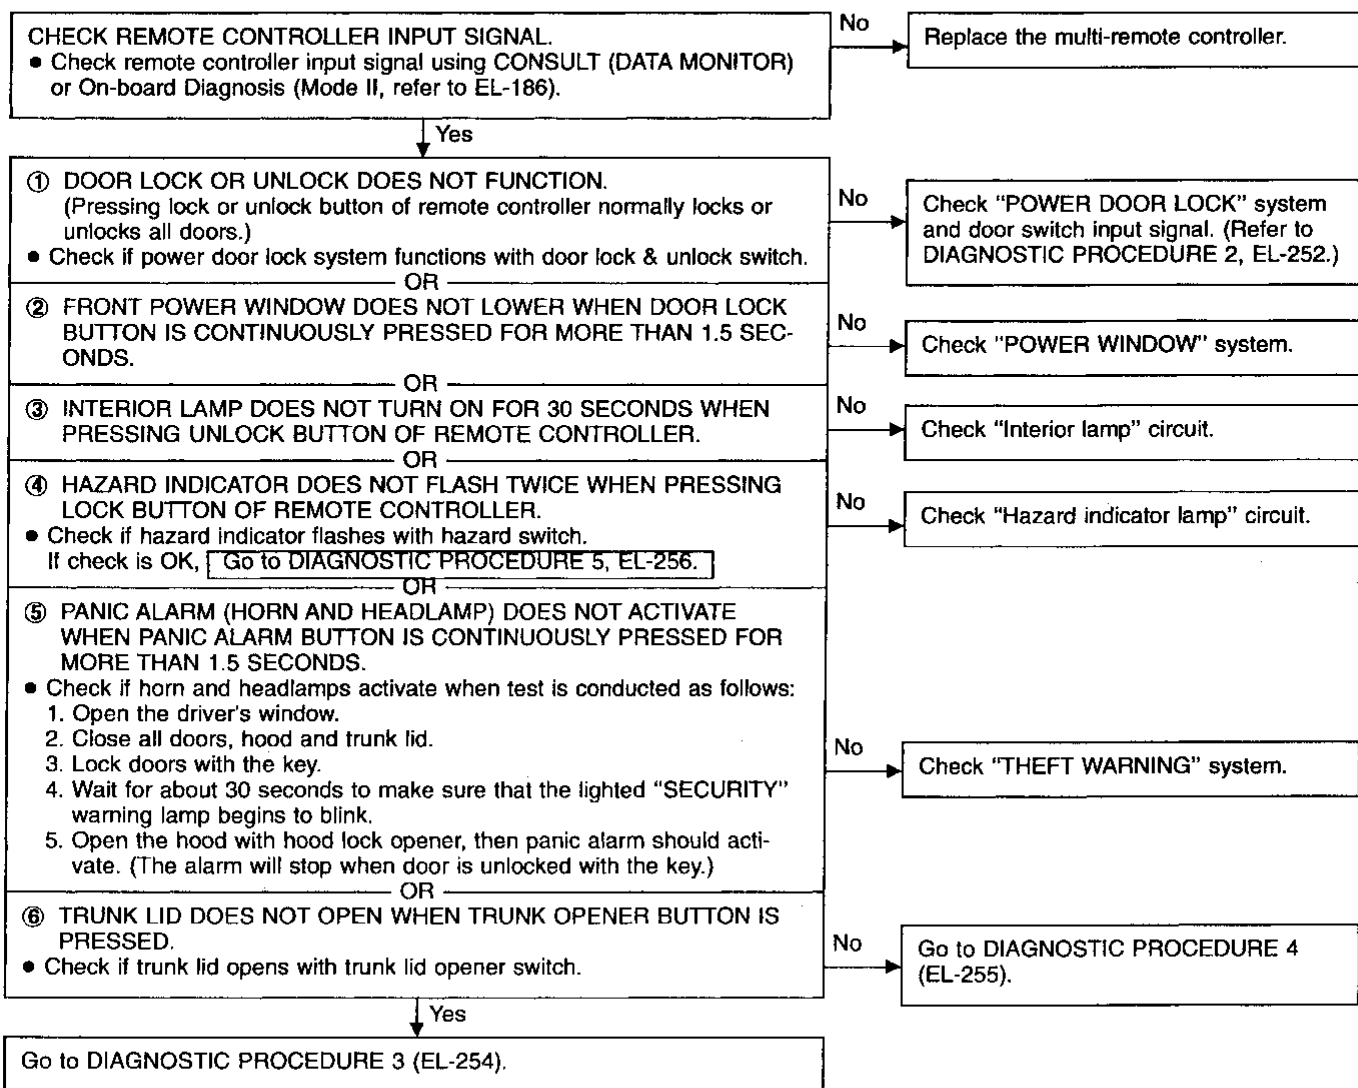 CHECK REMOTE CONTROLLER INPUT SIGNAL.
● Check remote controller input signal using CONSULT (DATA MONITOR)
or On-board Diagnosis (Mode II, refer to EL-186).
No
Replace the multi-remote controller.
Yes
① DOOR LOCK OR UNLOCK DOES NOT FUNCTION.
(Pressing lock or unlock button of remote controller normally locks or
unlocks all doors.)
● Check if power door lock system functions with door lock & unlock switch.
No
Check "POWER DOOR LOCK" system
and door switch input signal. (Refer to
DIAGNOSTIC PROCEDURE 2, EL-252.)
OR
② FRONT POWER WINDOW DOES NOT LOWER WHEN DOOR LOCK
BUTTON IS CONTINUOUSLY PRESSED FOR MORE THAN 1.5 SEC-
ONDS.
No
Check "POWER WINDOW" system.
OR
③ INTERIOR LAMP DOES NOT TURN ON FOR 30 SECONDS WHEN
PRESSING UNLOCK BUTTON OF REMOTE CONTROLLER.
No
Check "Interior lamp" circuit.
OR
④ HAZARD INDICATOR DOES NOT FLASH TWICE WHEN PRESSING
LOCK BUTTON OF REMOTE CONTROLLER.
● Check if hazard indicator flashes with hazard switch.
If check is OK, Go to DIAGNOSTIC PROCEDURE 5, EL-256.
No
Check "Hazard indicator lamp" circuit.
OR
⑤ PANIC ALARM (HORN AND HEADLAMP) DOES NOT ACTIVATE
WHEN PANIC ALARM BUTTON IS CONTINUOUSLY PRESSED FOR
MORE THAN 1.5 SECONDS.
● Check if horn and headlamps activate when test is conducted as follows:
1. Open the driver's window.
2. Close all doors, hood and trunk lid.
3. Lock doors with the key.
4. Wait for about 30 seconds to make sure that the lighted "SECURITY"
warning lamp begins to blink.
5. Open the hood with hood lock opener, then panic alarm should acti-
vate. (The alarm will stop when door is unlocked with the key.)
No
Check "THEFT WARNING" system.
OR
⑥ TRUNK LID DOES NOT OPEN WHEN TRUNK OPENER BUTTON IS
PRESSED.
● Check if trunk lid opens with trunk lid opener switch.
No
Go to DIAGNOSTIC PROCEDURE 4
(EL-255).
Yes
Go to DIAGNOSTIC PROCEDURE 3 (EL-254).